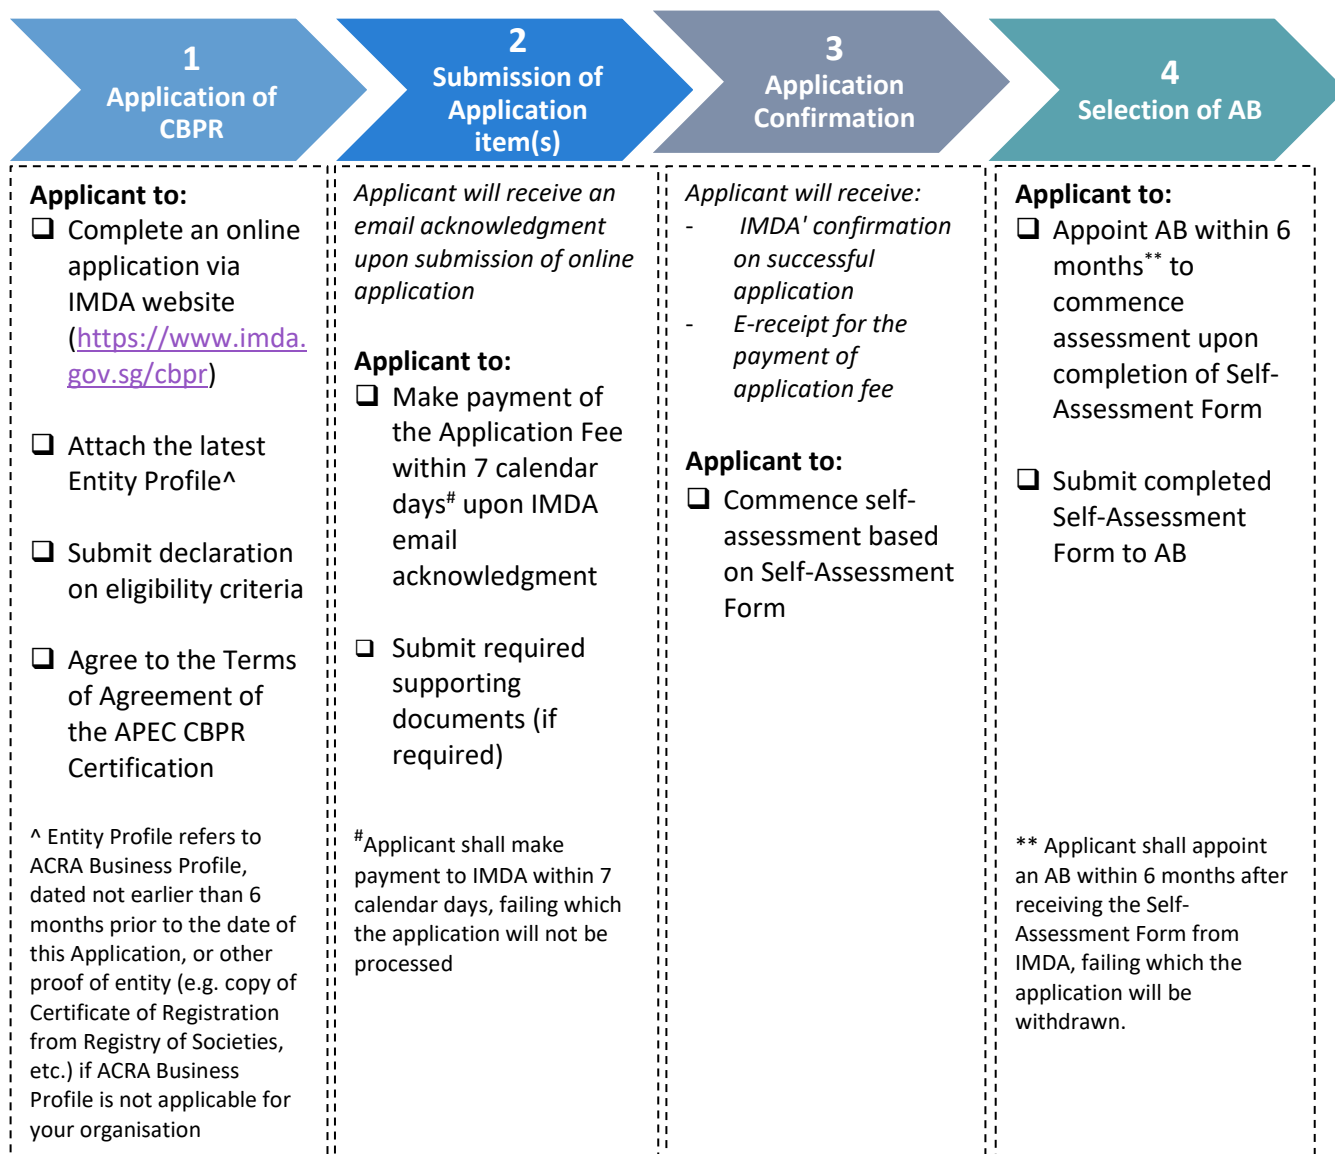 1
Application of
CBPR
2
Submission of
Application
item(s)
3
Application
Confirmation
4
Selection of AB
Applicant to:
❑ Complete an online
application via
IMDA website
(https://www.imda.
gov.sg/cbpr)
❑ Attach the latest
Entity Profile^
❑ Submit declaration
on eligibility criteria
❑ Agree to the Terms
of Agreement of
the APEC CBPR
Certification
^ Entity Profile refers to
ACRA Business Profile,
dated not earlier than 6
months prior to the date of
this Application, or other
proof of entity (e.g. copy of
Certificate of Registration
from Registry of Societies,
etc.) if ACRA Business
Profile is not applicable for
your organisation
Applicant will receive an
email acknowledgment
upon submission of online
application
Applicant to:
❑ Make payment of
the Application Fee
within 7 calendar
days# upon IMDA
email
acknowledgment
❑ Submit required
supporting
documents (if
required)
#Applicant shall make
payment to IMDA within 7
calendar days, failing which
the application will not be
processed
Applicant will receive:
- IMDA' confirmation
on successful
application
- E-receipt for the
payment of
application fee
Applicant to:
❑ Commence self-
assessment based
on Self-Assessment
Form
Applicant to:
❑ Appoint AB within 6
months** to
commence
assessment upon
completion of Self-
Assessment Form
❑ Submit completed
Self-Assessment
Form to AB
** Applicant shall appoint
an AB within 6 months after
receiving the Self-
Assessment Form from
IMDA, failing which the
application will be
withdrawn.